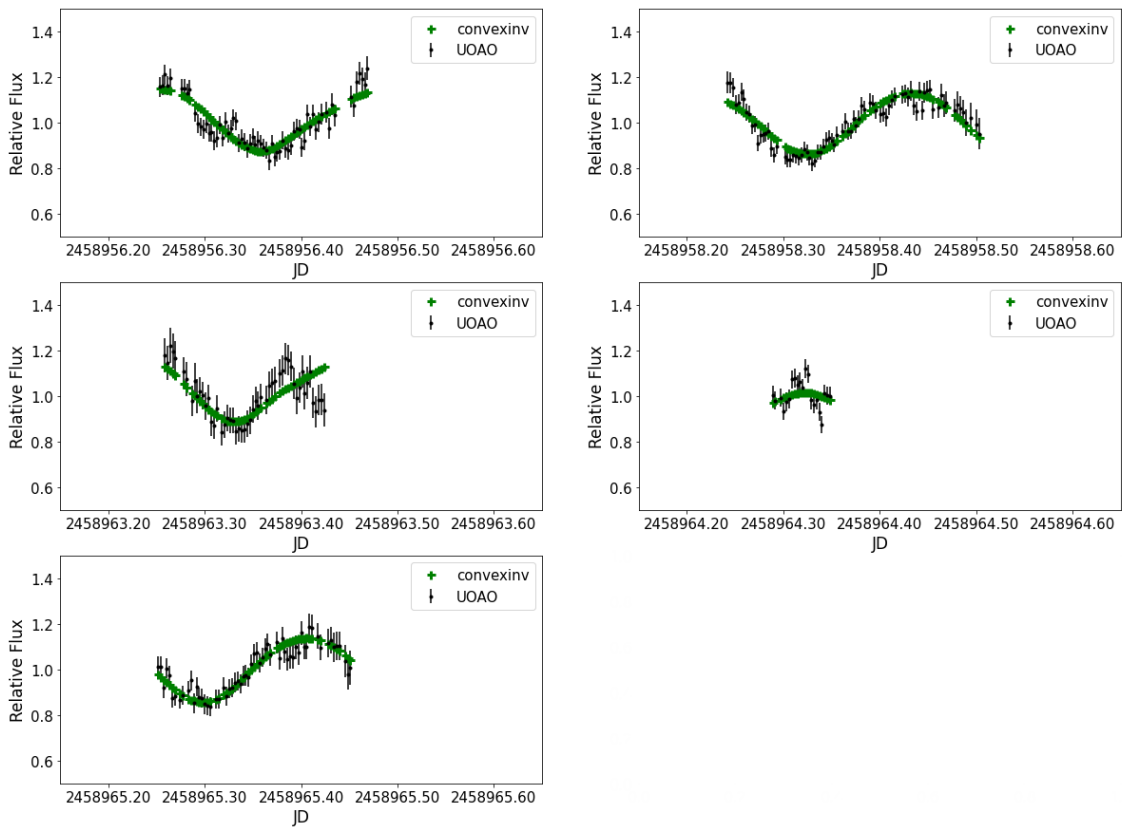 1.4
1.2
1.0
0.8
0.6
Relative Flux
convexinv
UOAO
2458956.20 2458956.30 2458956.40 2458956.50 2458956.60
JD
1.4
1.2
1.0
0.8
0.6
Relative Flux
convexinv
UOAO
2458958.20 2458958.30 2458958.40 2458958.50 2458958.60
JD
1.4
1.2
1.0
0.8
0.6
Relative Flux
convexinv
UOAO
2458963.20 2458963.30 2458963.40 2458963.50 2458963.60
JD
1.4
1.2
1.0
0.8
0.6
Relative Flux
convexinv
UOAO
2458964.20 2458964.30 2458964.40 2458964.50 2458964.60
JD
1.4
1.2
1.0
0.8
0.6
Relative Flux
convexinv
UOAO
2458965.20 2458965.30 2458965.40 2458965.50 2458965.60
JD